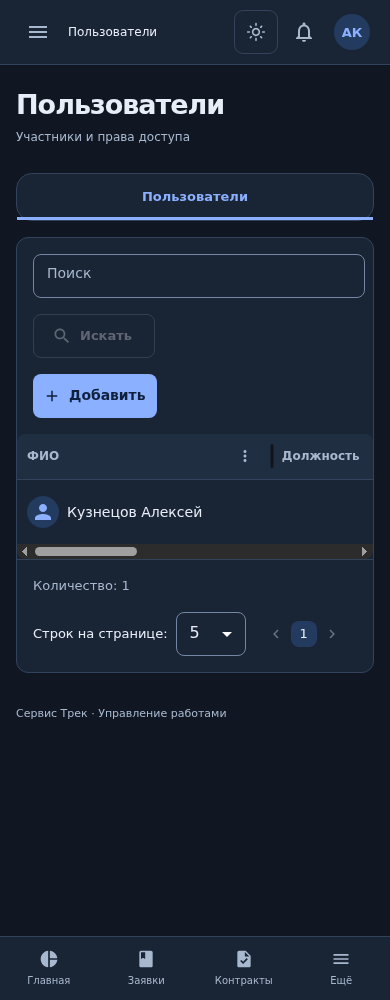 Пользователи
АК
Пользователи
Участники и права доступа
Пользователи
Поиск
Искать
+ Добавить
ФИО
Должность
Кузнецов Алексей
Количество: 1
Строк на странице: 5
1
Сервис Трек · Управление работами
Главная
Заявки
Контракты
Ещё